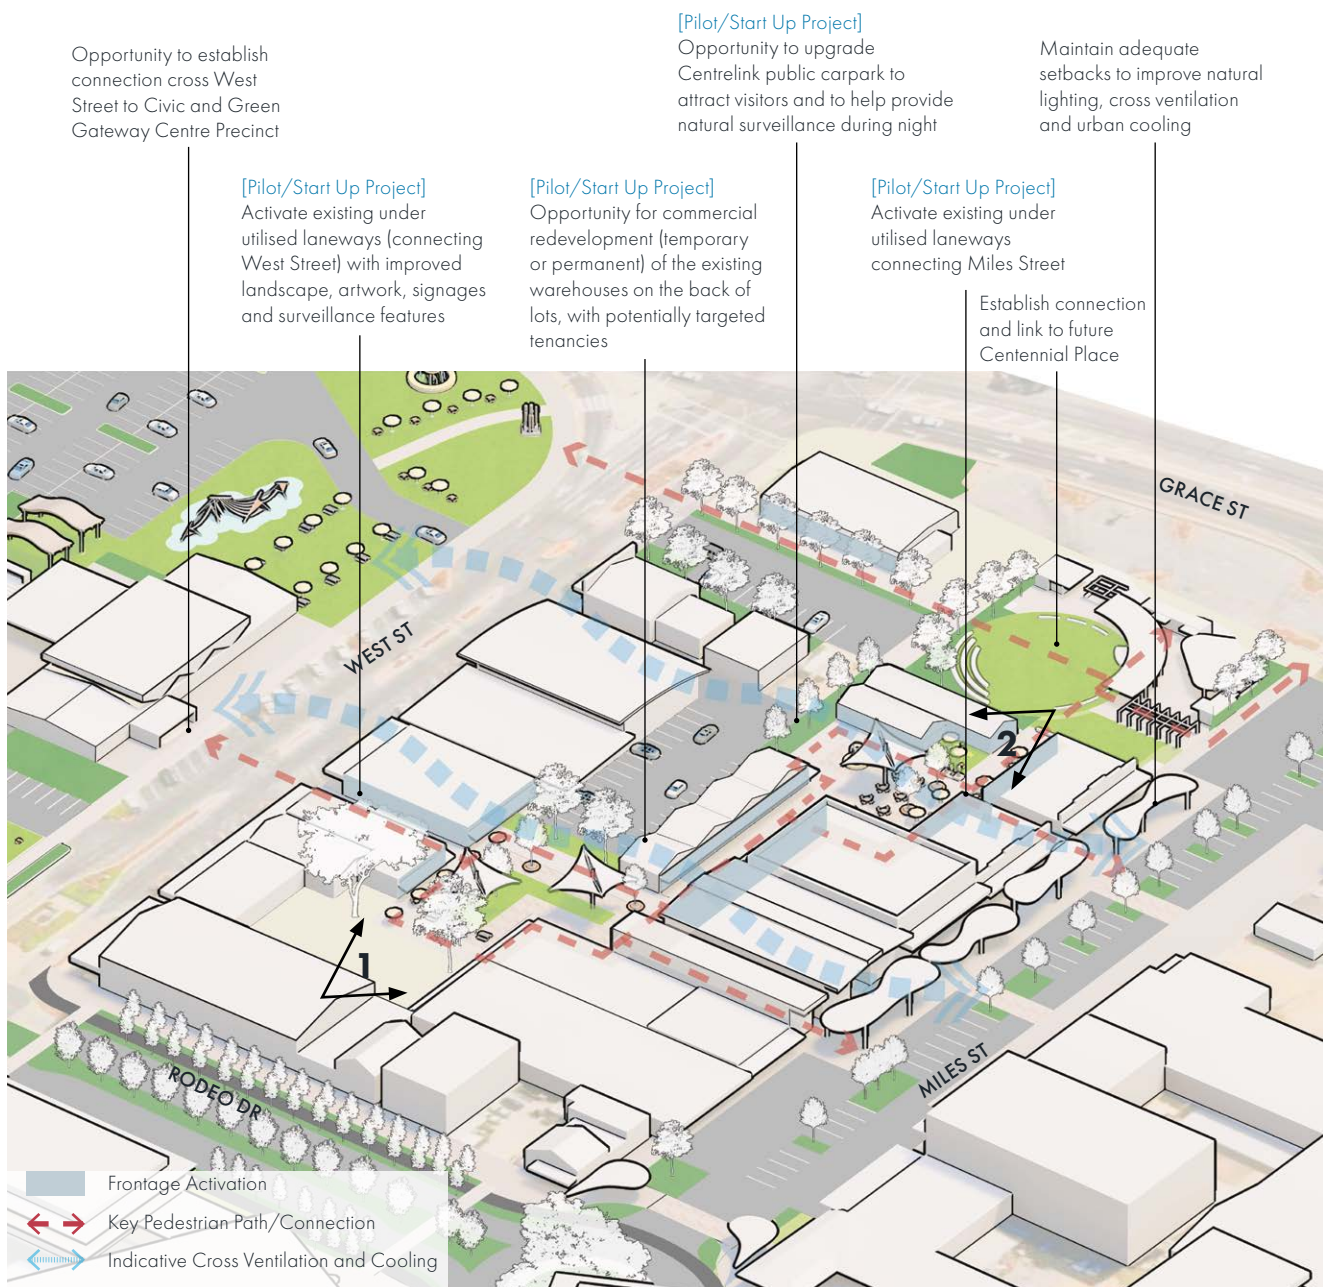 [Pilot/Start Up Project]
Opportunity to upgrade
Centrelink public carpark to
attract visitors and to help provide
natural surveillance during night
Opportunity to establish
connection cross West
Street to Civic and Green
Gateway Centre Precinct
Maintain adequate
setbacks to improve natural
lighting, cross ventilation
and urban cooling
[Pilot/Start Up Project]
Activate existing under
utilised laneways (connecting
West Street) with improved
landscape, artwork, signages
and surveillance features
[Pilot/Start Up Project]
Opportunity for commercial
redevelopment (temporary
or permanent) of the existing
warehouses on the back of
lots, with potentially targeted
tenancies
[Pilot/Start Up Project]
Activate existing under
utilised laneways
connecting Miles Street
Establish connection
and link to future
Centennial Place
GRACE ST
WEST ST
2
1
MILES ST
RODEO DR
Frontage Activation
Key Pedestrian Path/Connection
Indicative Cross Ventilation and Cooling